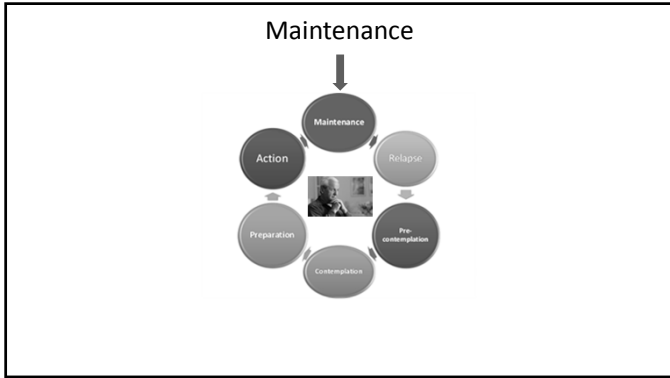 Maintenance
Maintenance
Action
Relapse
Preparation
Pre-
contemplation
Contemplation